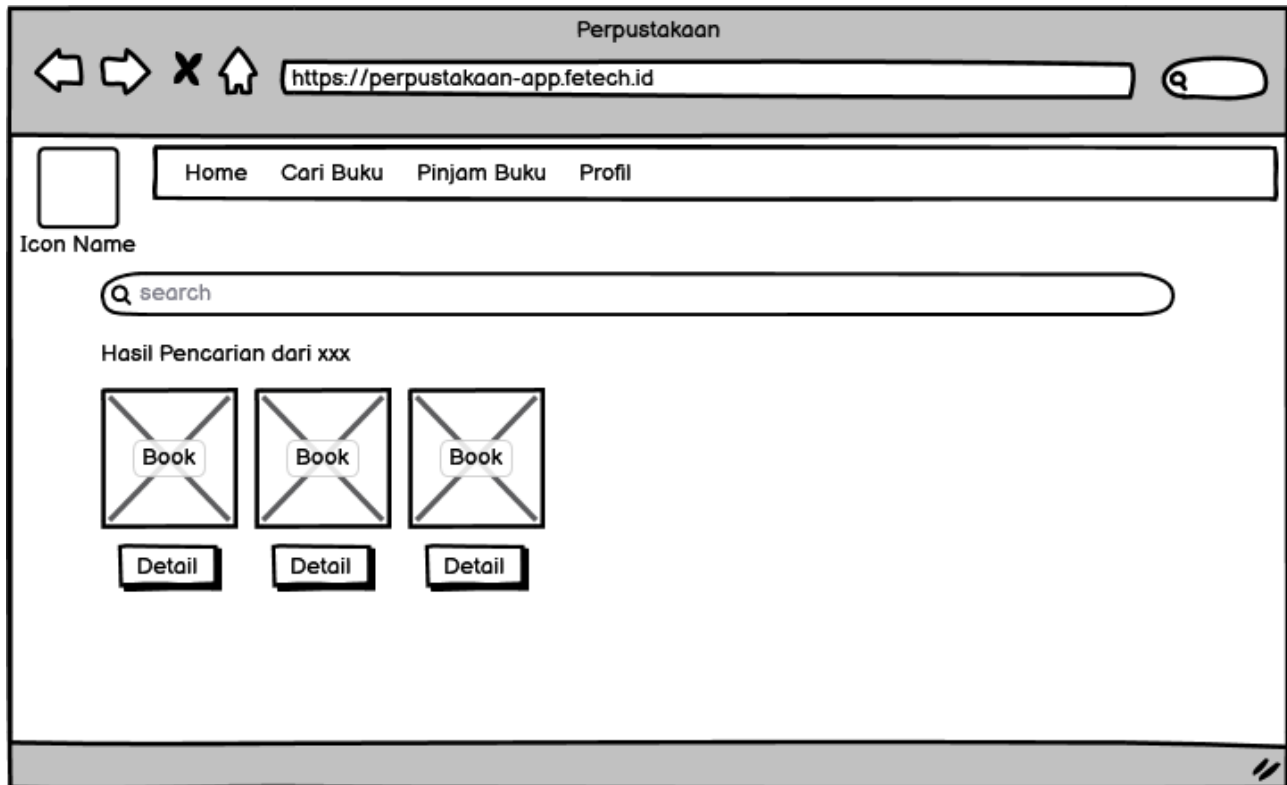 Perpustakaan
https://perpustakaan-app.fetech.id
Home Cari Buku Pinjam Buku Profil
Icon Name
search
Hasil Pencarian dari xxx
Book Book Book
Detail Detail Detail